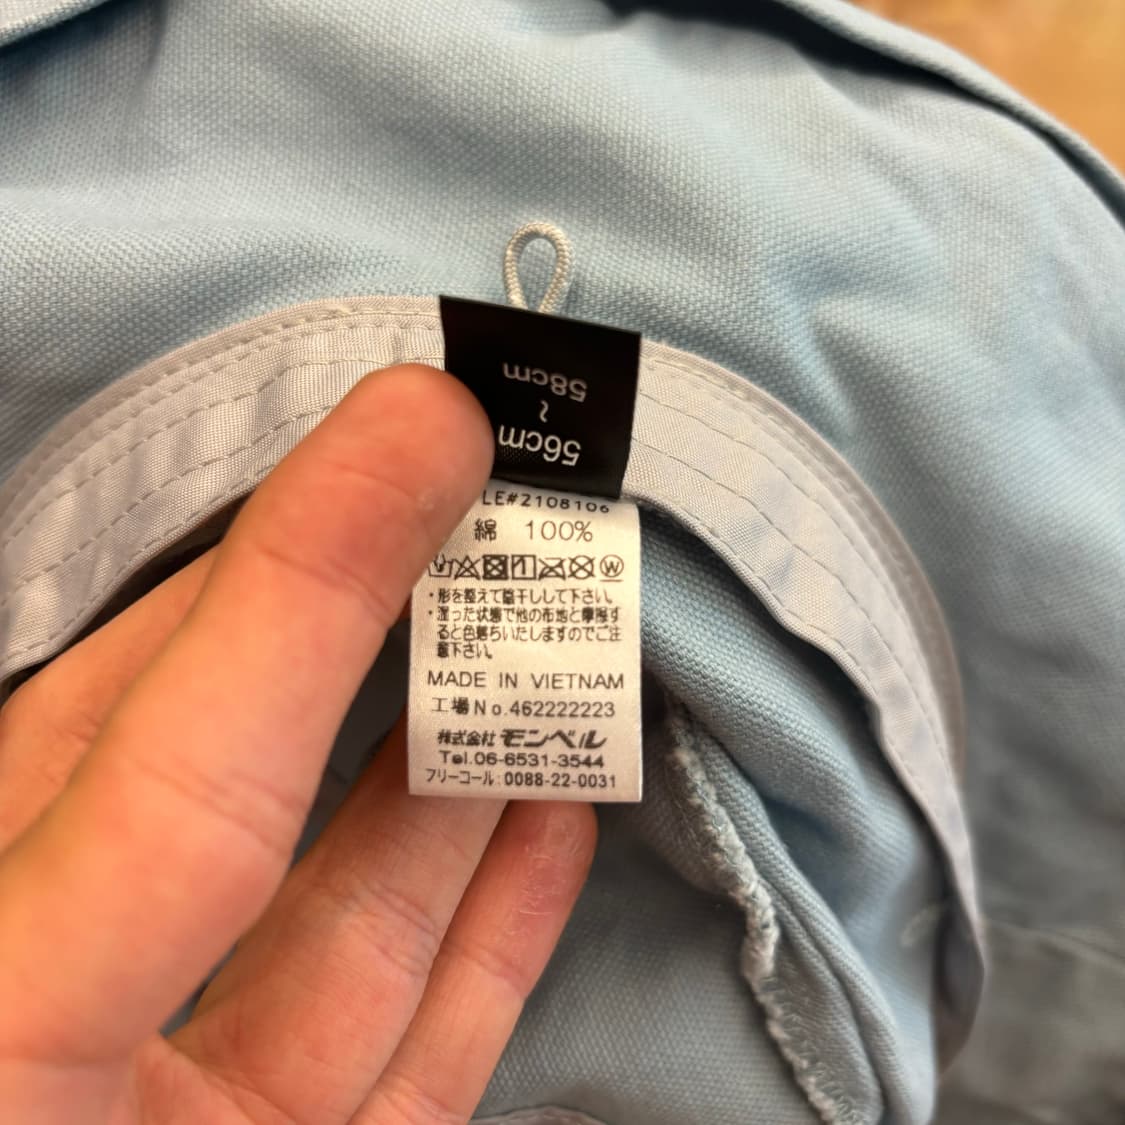 56cm
~
58cm
LE#2108106
綿 100%
・形を整えて陰干しして下さい。
・湿った状態で他の布地と摩擦す
ると色落ちいたしますのでご注
意下さい。
MADE IN VIETNAM
工場No.462222223
株式会社 モンベル
Tel.06-6531-3544
フリーコール:0088-22-0031